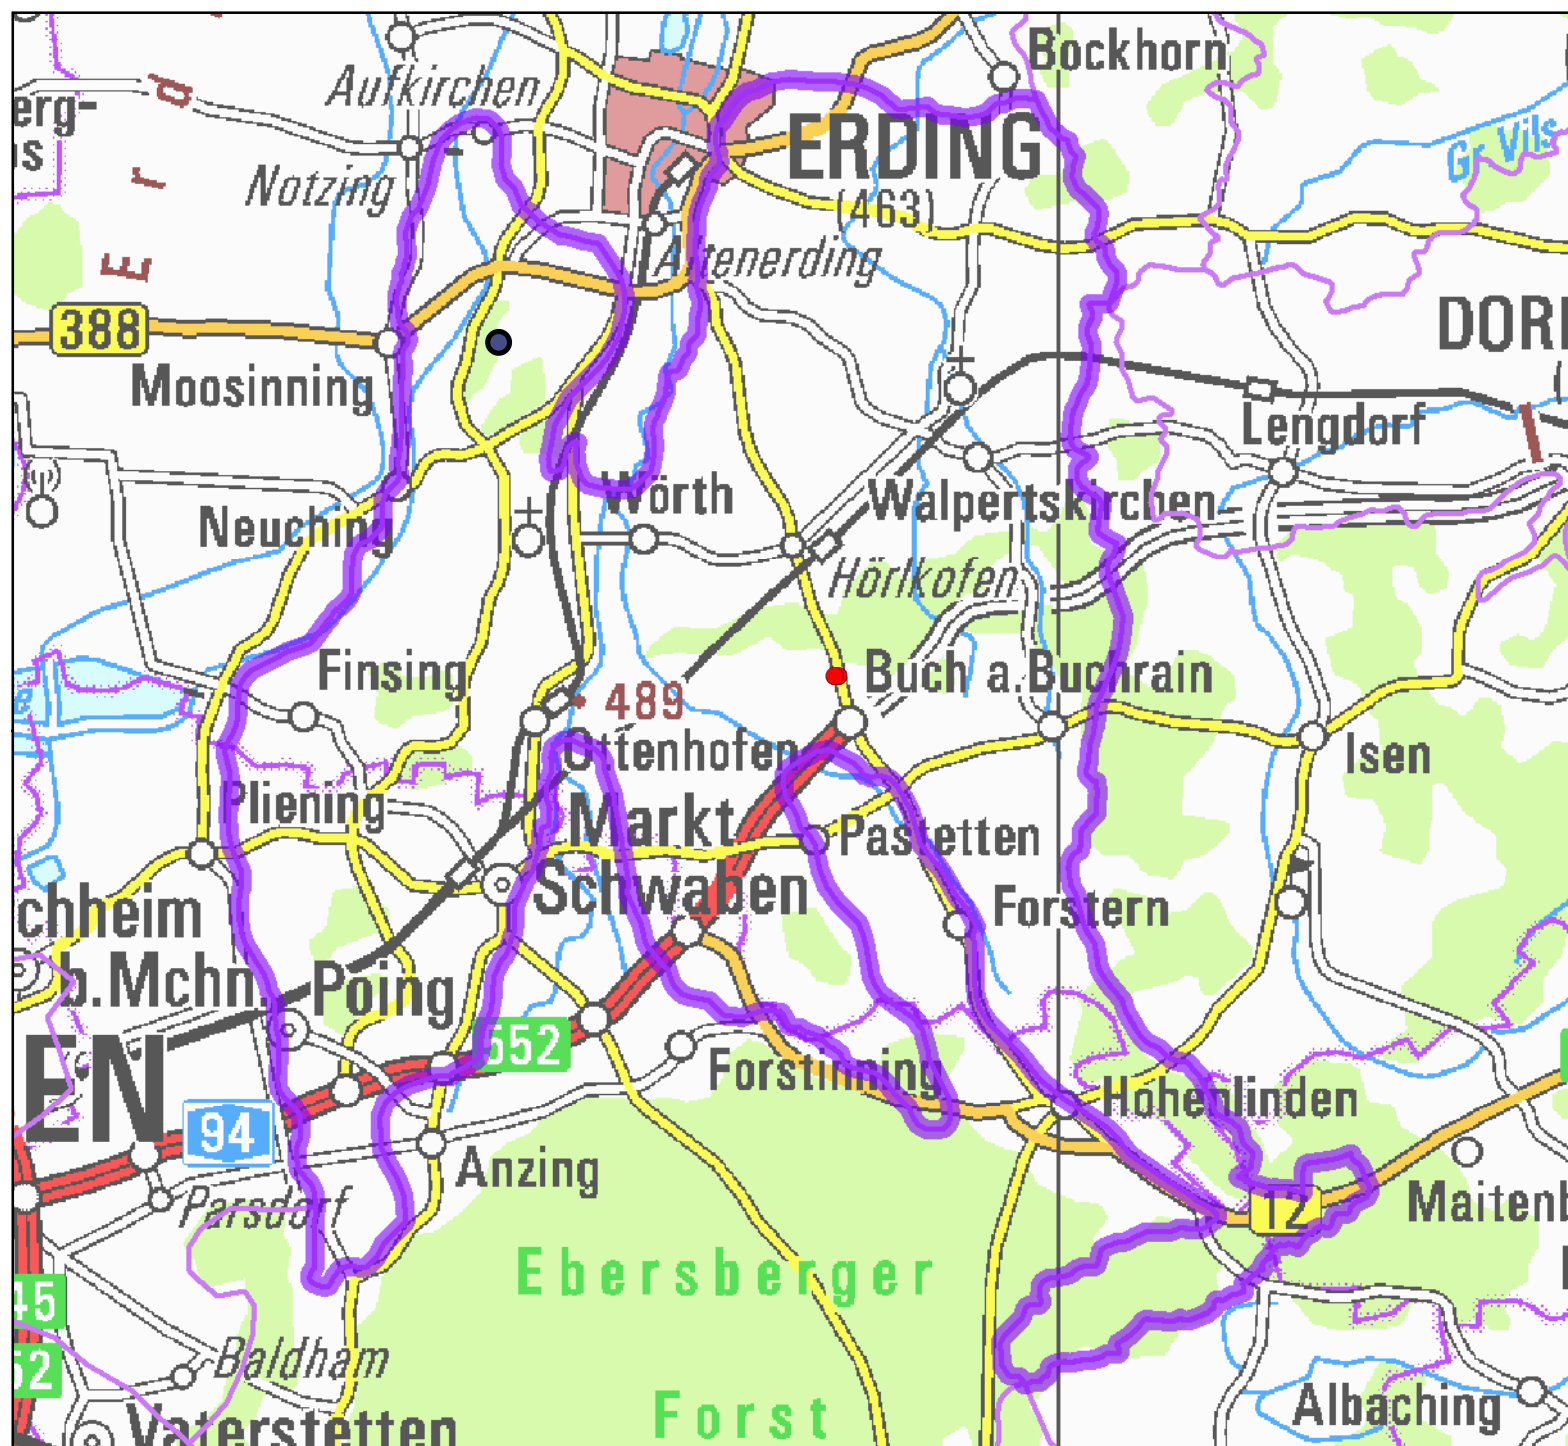 Bockhorn
Aufkirchen
erg-
s
Erd
ERDING
Gr Vils
Notzing
(463)
Altenerding
388
DOR
Moosinning
Lengdorf
Wörth
Walpertskirchen
Neuching
Hörlkofen
Finsing
Buch a.Buchrain
489
e
Ottenhofen
Isen
Pliening
Markt
Schwaben
Pastetten
chheim
b.Mchn.
Forstern
Poing
EN
552
Forstinning
Hohenlinden
94
Anzing
Parsdorf
12
Maitenb
Ebersberger
45
52
Baldham
Forst
Albaching
Vaterstetten